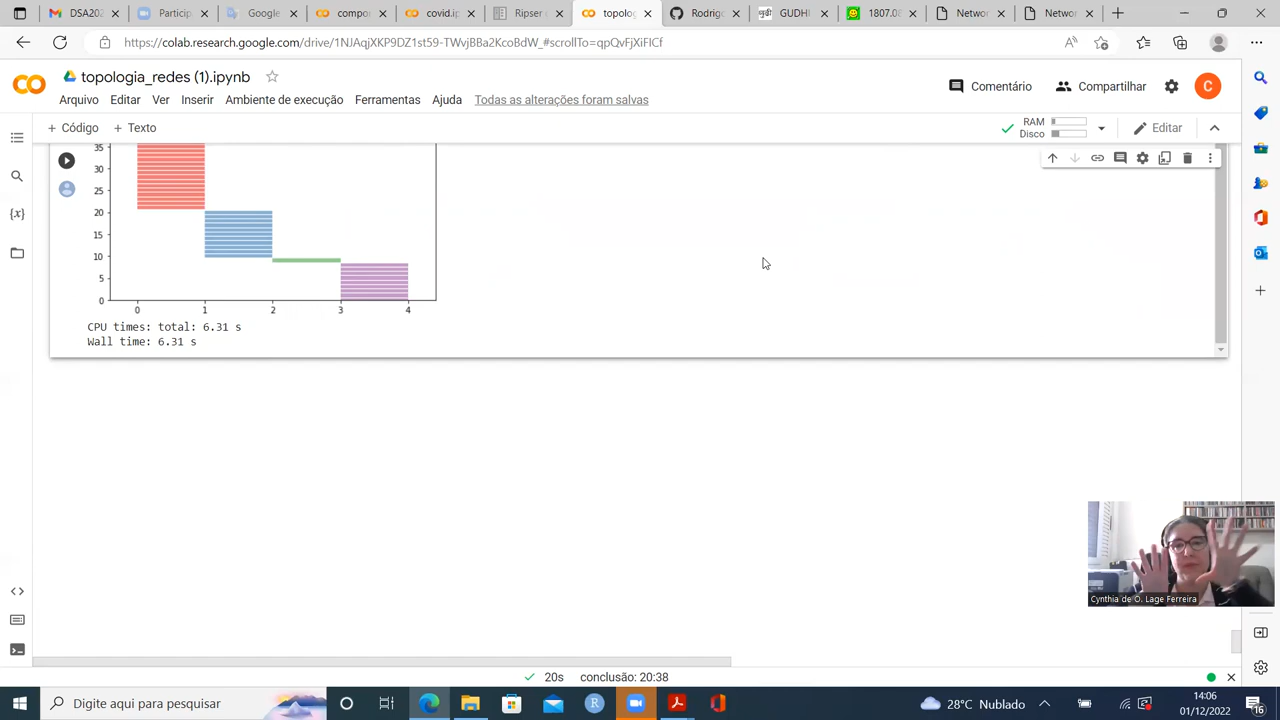 DSA202
Particip
Google
compor
covid.ip
Ripser
topolog
Rodrigo
GUDHI
1807.08
Networ
Networ
https://colab.research.google.com/drive/1NJAqjXKP9DZ1st59-TWvjBBa2KcoBdW_#scrollTo=qpQvFjXiFICf
topologia_redes (1).ipynb
Arquivo Editar Ver Inserir Ambiente de execução Ferramentas Ajuda Todas as alterações foram salvas
Comentário Compartilhar C
+ Código + Texto
RAM
Disco
Editar
35
30
25
20
15
10
5
0
0 1 2 3 4
CPU times: total: 6.31 s
Wall time: 6.31 s
Cynthia de O. Lage Ferreira
20s conclusão: 20:38
Digite aqui para pesquisar
28°C Nublado
14:06
01/12/2022
16